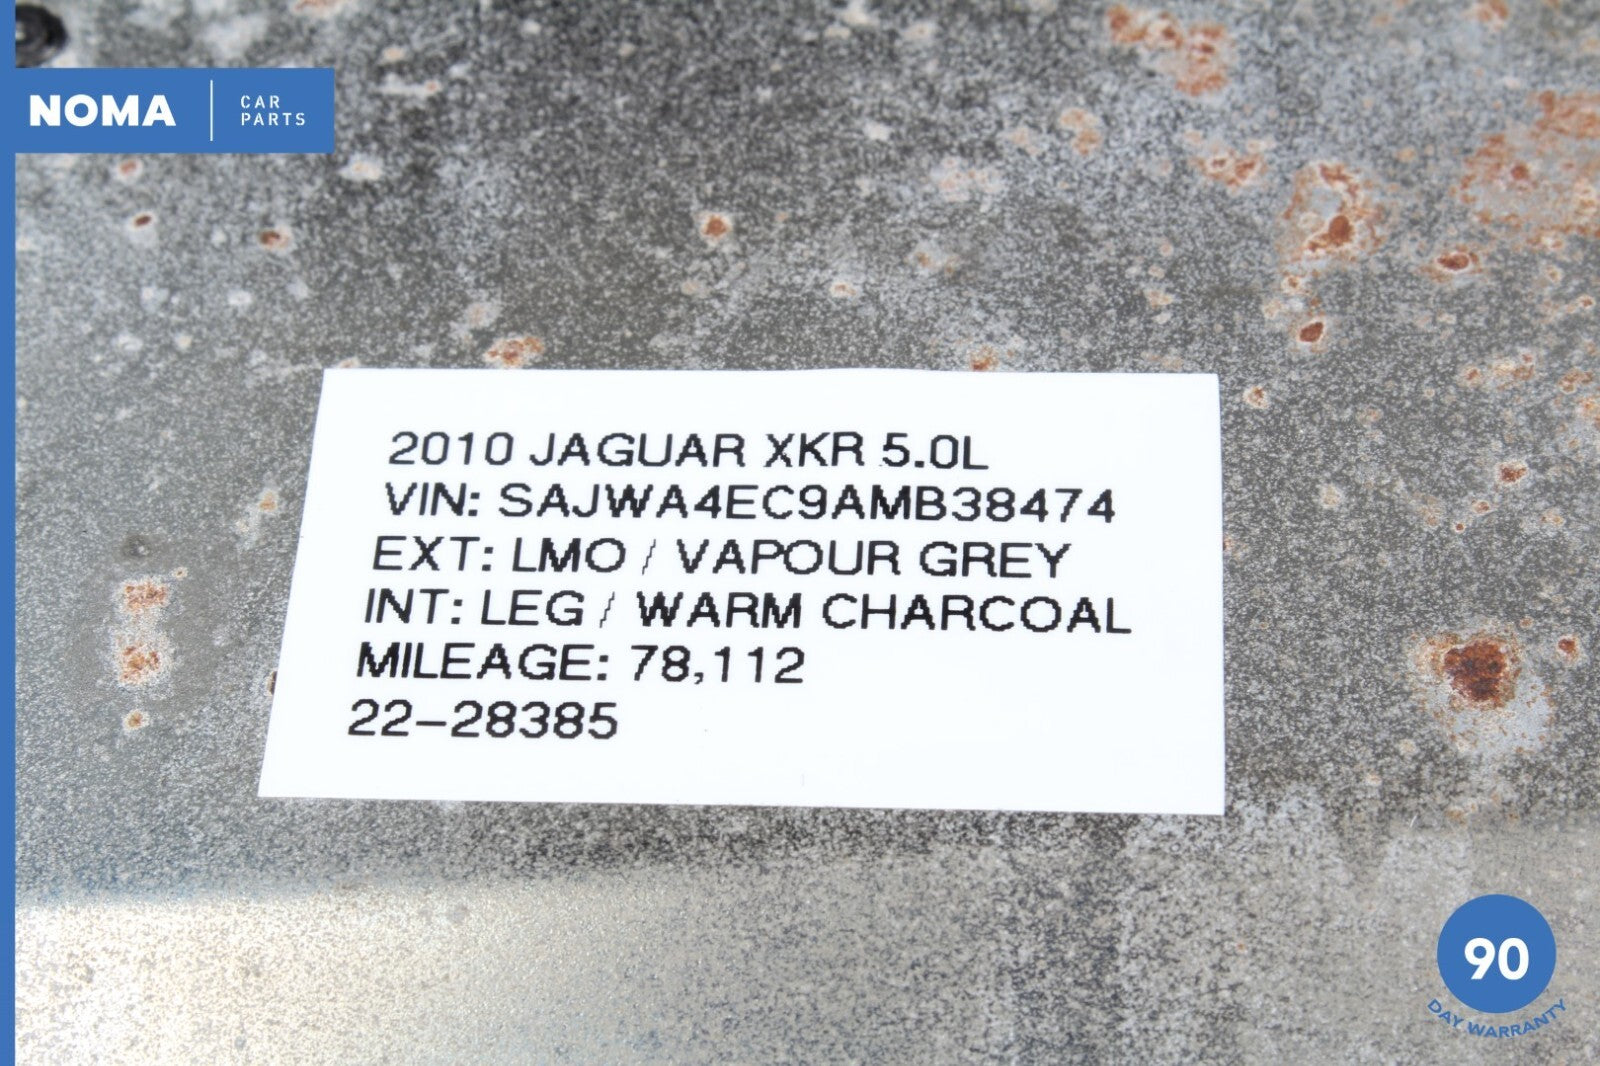 NOMA
CAR
PARTS
2010 JAGUAR XKR 5.0L
VIN: SAJWA4EC9AMB38474
EXT: LMO / VAPOUR GREY
INT: LEG / WARM CHARCOAL
MILEAGE: 78,112
22-28385
90
DAY WARRANTY